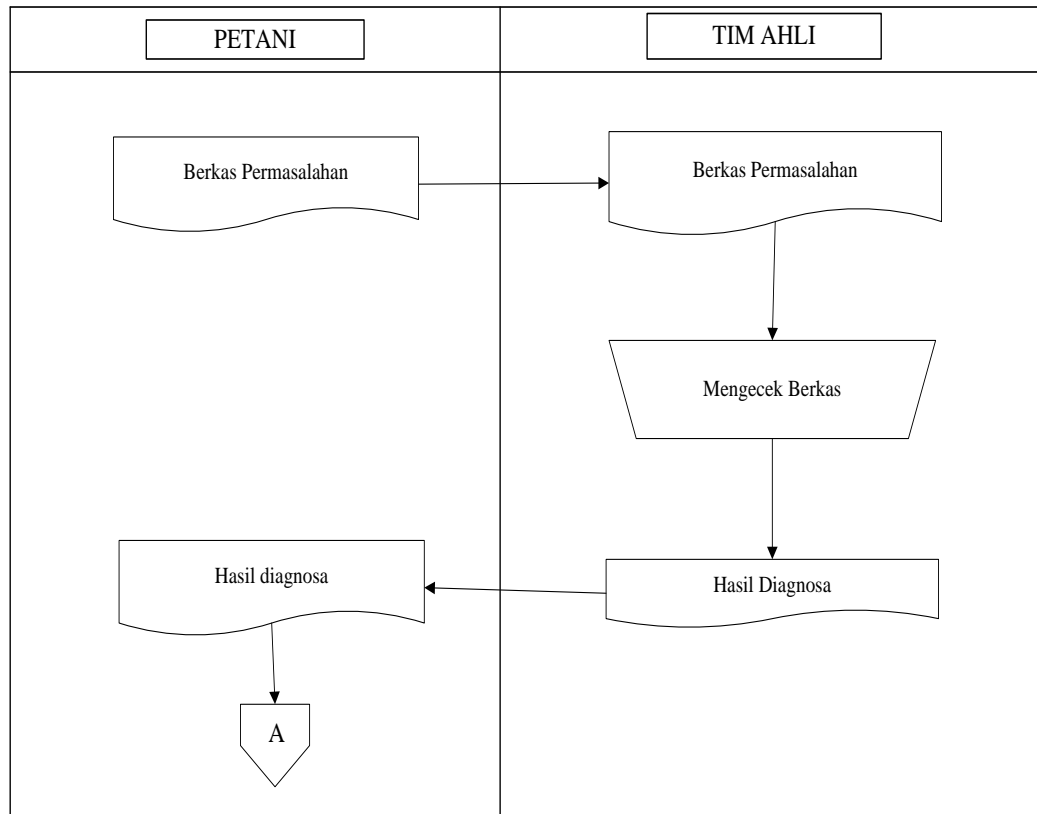 PETANI
TIM AHLI
Berkas Permasalahan
Berkas Permasalahan
Mengecek Berkas
Hasil diagnosa
Hasil Diagnosa
A